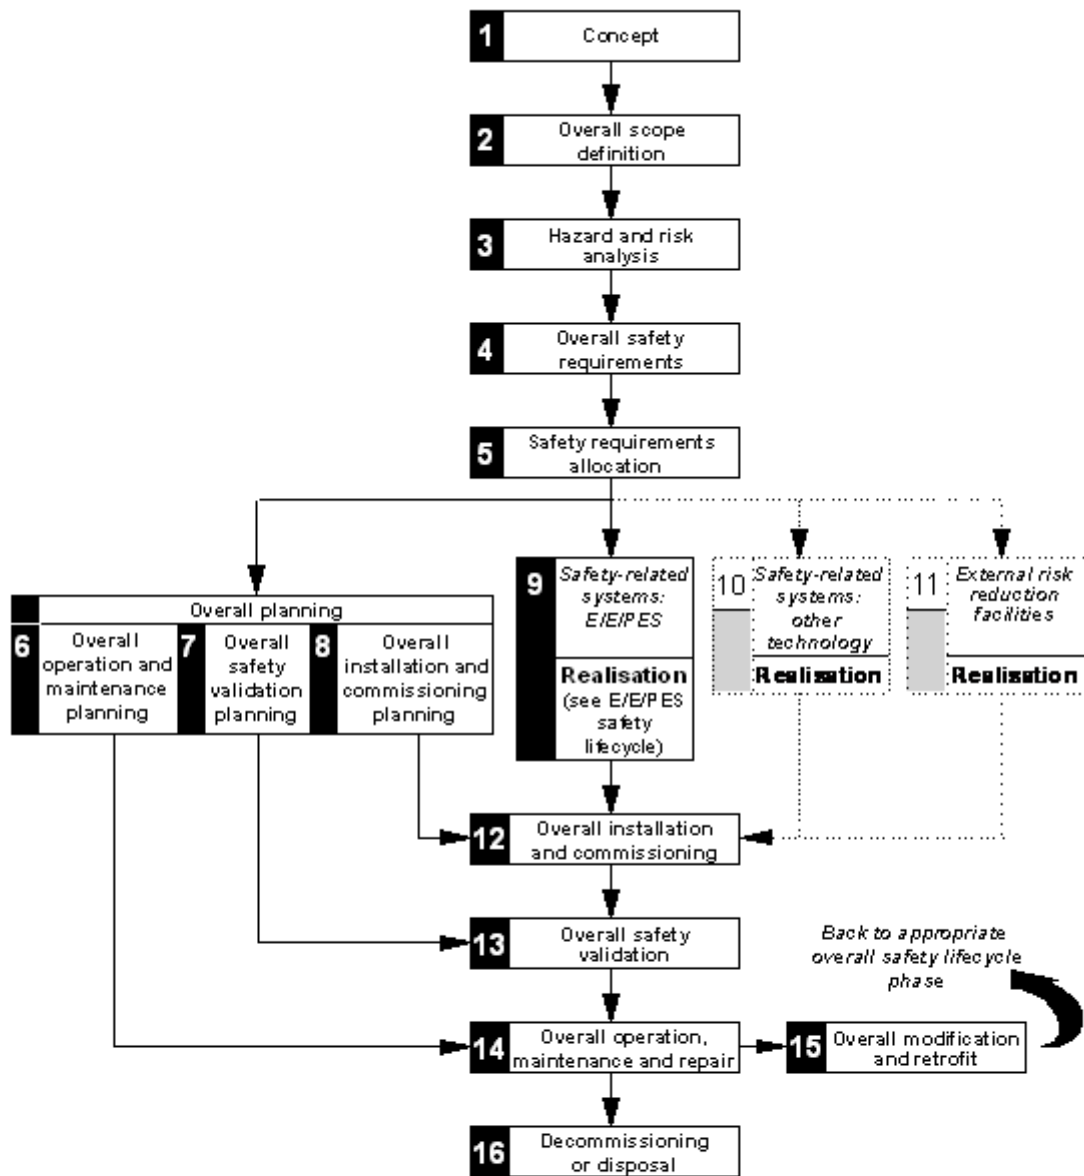 1
Concept
2
Overall scope
definition
3
Hazard and risk
analysis
4
Overall safety
requirements
5
Safety requirements
allocation
Overall planning
6
Overall
operation and
maintenance
planning
7
Overall
safety
validation
planning
8
Overall
installation and
commissioning
planning
9
Safety-related
systems:
E/E/PES
Realisation
(see E/E/PES
safety
lifecycle)
10
Safety-related
systems:
other
technology
Realisation
11
External risk
reduction
facilities
Realisation
12
Overall installation
and commissioning
13
Overall safety
validation
Back to appropriate
overall safety lifecycle
phase
14
Overall operation,
maintenance and repair
15
Overall modification
and retrofit
16
Decommissioning
or disposal